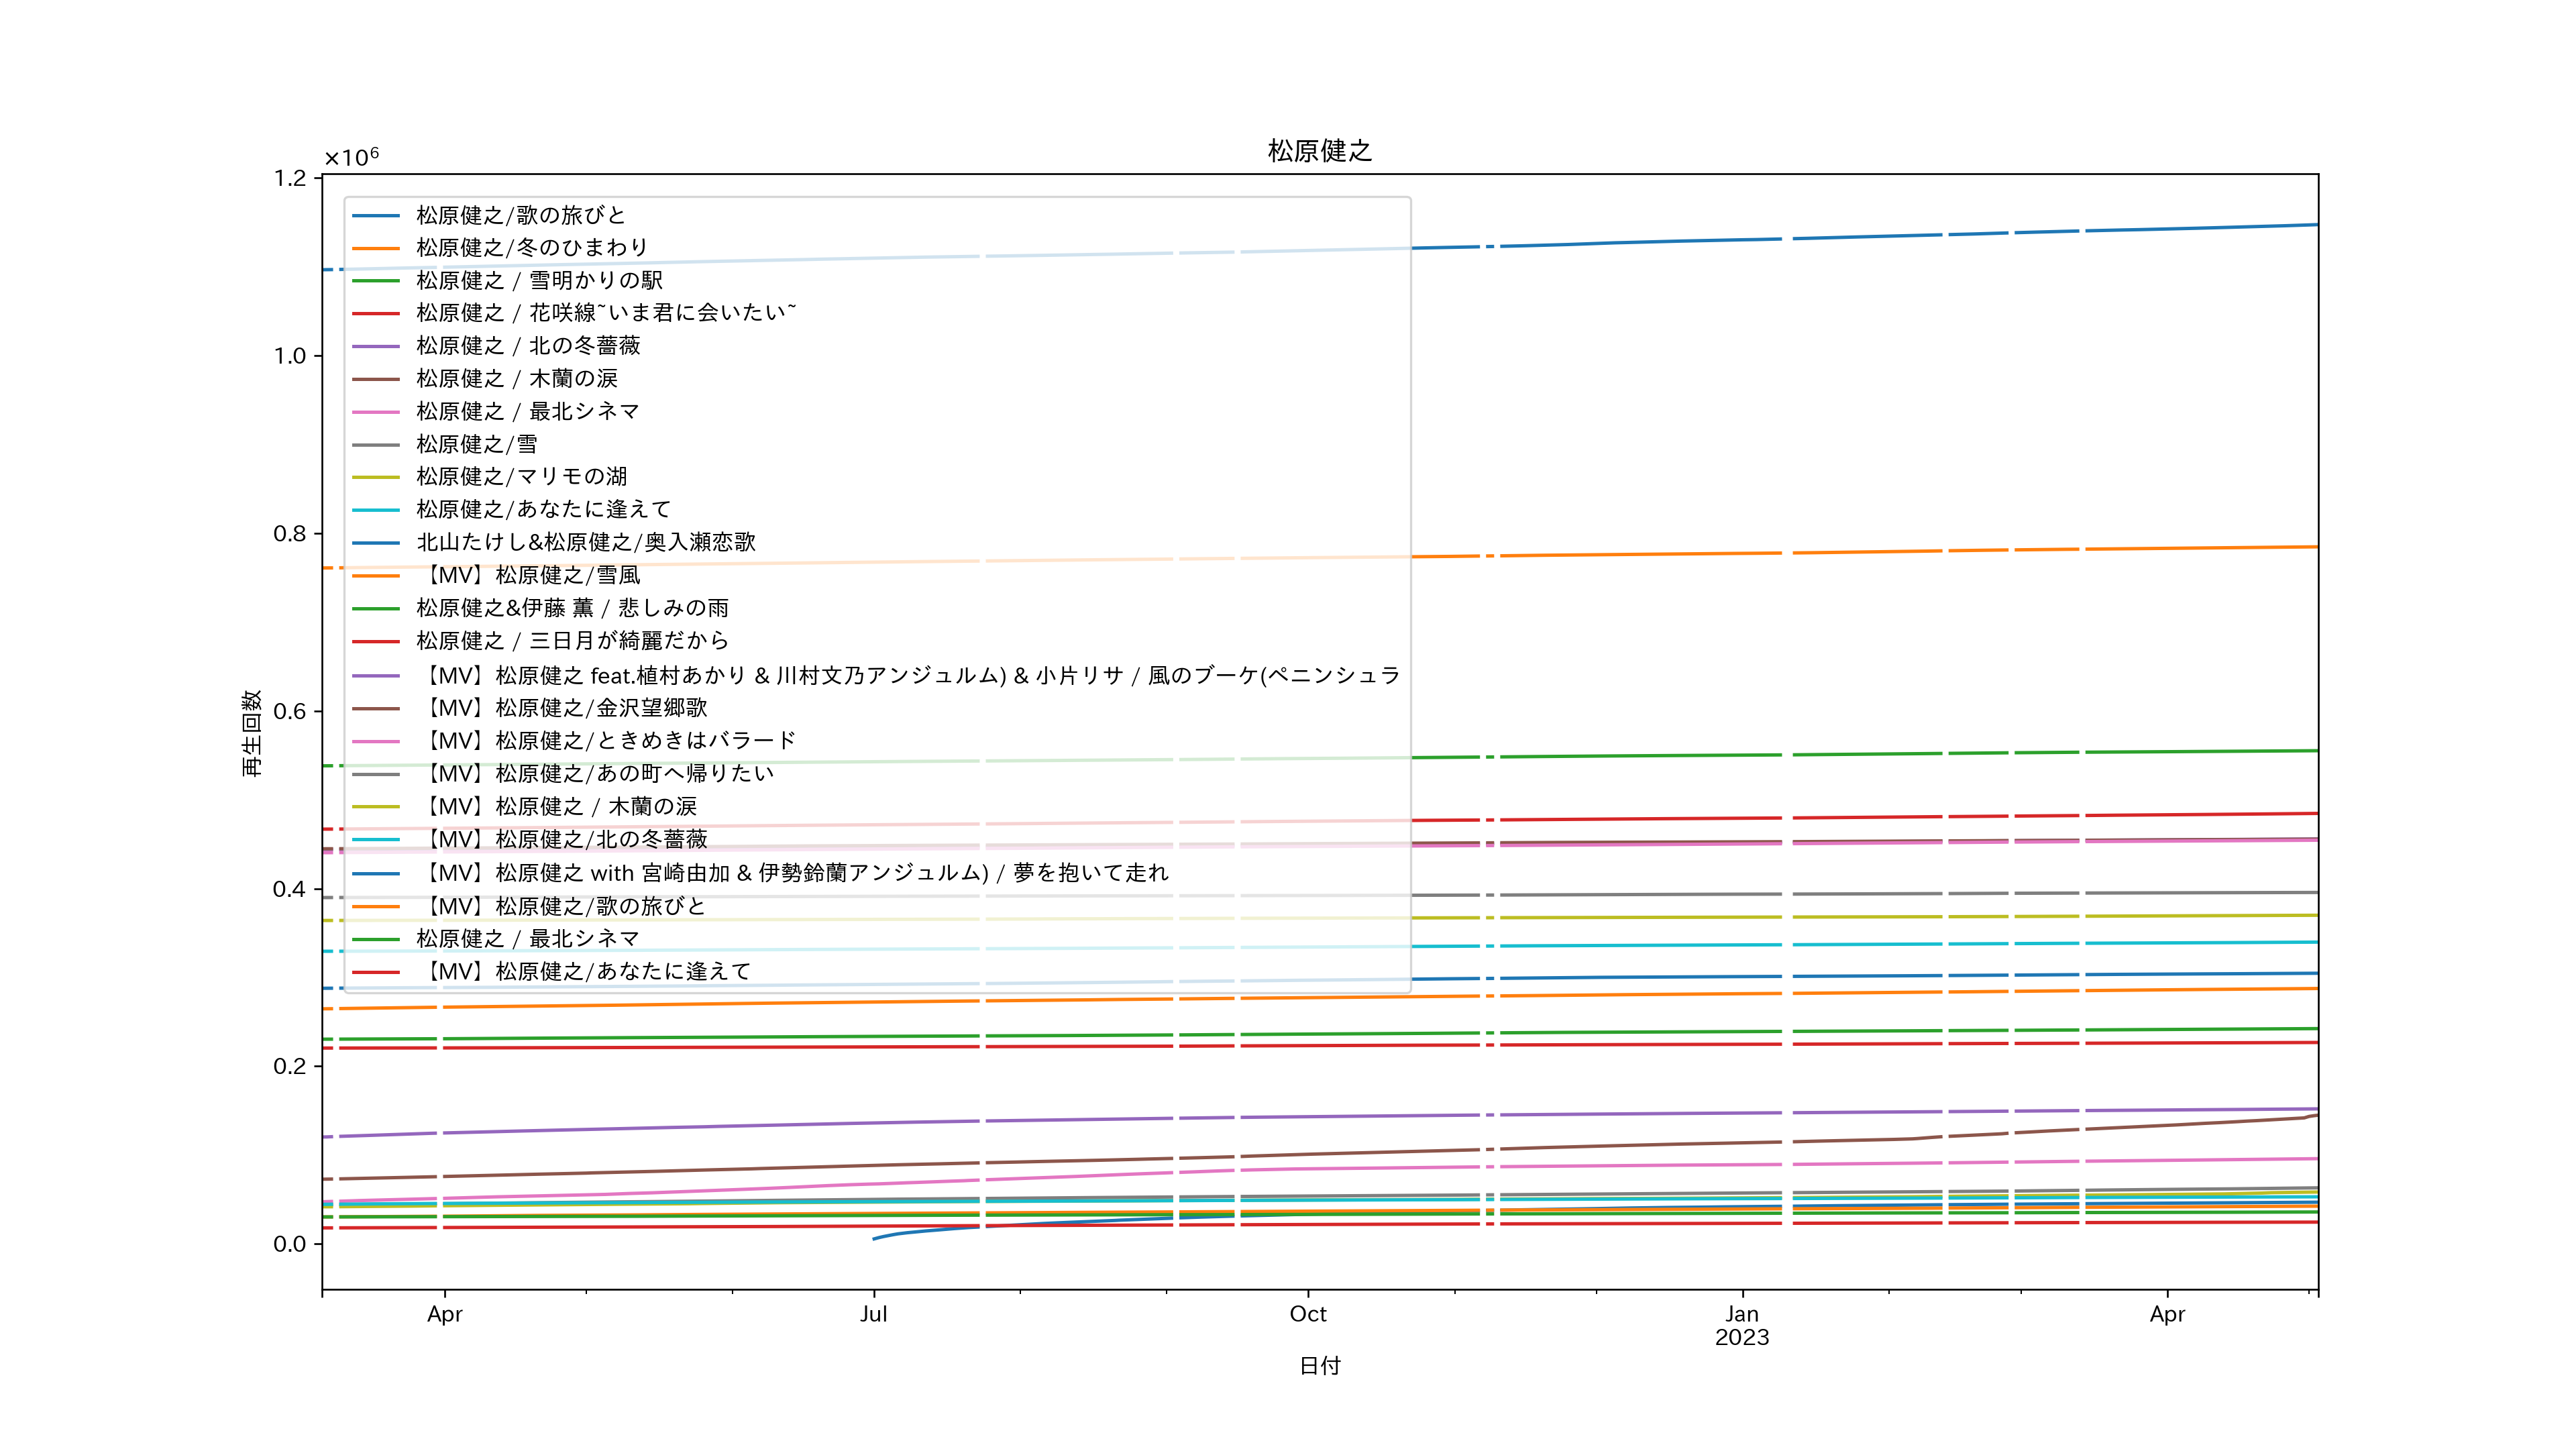 松原健之
×10⁶
1.2
1.0
0.8
0.6
0.4
0.2
0.0
再生回数
松原健之/歌の旅びと
松原健之/冬のひまわり
松原健之 / 雪明かりの駅
松原健之 / 花咲線~いま君に会いたい~
松原健之 / 北の冬薔薇
松原健之 / 木蘭の涙
松原健之 / 最北シネマ
松原健之/雪
松原健之/マリモの湖
松原健之/あなたに逢えて
北山たけし&松原健之/奥入瀬恋歌
【MV】松原健之/雪風
松原健之&伊藤 薫 / 悲しみの雨
松原健之 / 三日月が綺麗だから
【MV】松原健之 feat.植村あかり & 川村文乃アンジュルム) & 小片リサ / 風のブーケ(ペニンシュラ
【MV】松原健之/金沢望郷歌
【MV】松原健之/ときめきはバラード
【MV】松原健之/あの町へ帰りたい
【MV】松原健之 / 木蘭の涙
【MV】松原健之/北の冬薔薇
【MV】松原健之 with 宮崎由加 & 伊勢鈴蘭アンジュルム) / 夢を抱いて走れ
【MV】松原健之/歌の旅びと
松原健之 / 最北シネマ
【MV】松原健之/あなたに逢えて
Apr
Jul
Oct
Jan
2023
Apr
日付